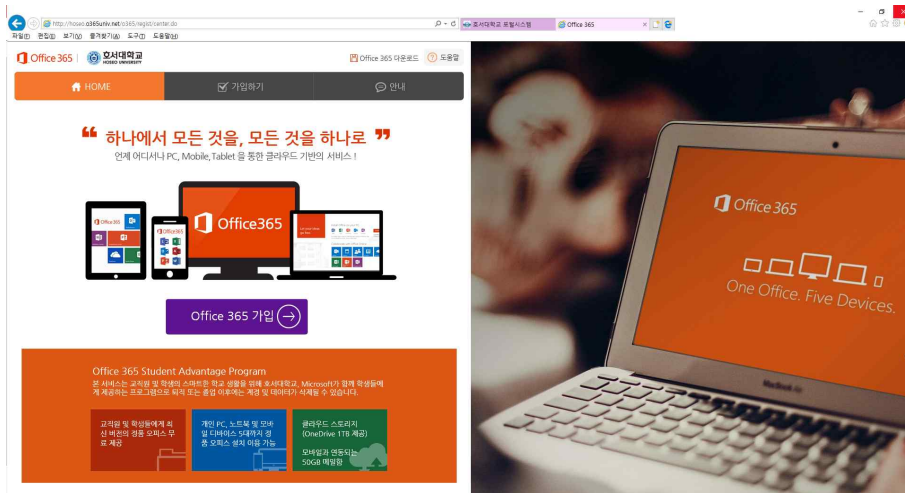 http://hoseo.o365univ.net/o365/regist/center.do
호서대학교 포털시스템
Office 365
파일(F) 편집(E) 보기(V) 즐겨찾기(A) 도구(T) 도움말(H)
Office 365
호서대학교
HOSEO UNIVERSITY
Office 365 다운로드
도움말
HOME
가입하기
안내
“ 하나에서 모든 것을, 모든 것을 하나로 ”
언제 어디서나 PC, Mobile,Tablet 을 통한 클라우드 기반의 서비스 !
Office 365
Office365
Office365
Office 365 가입
Office 365 Student Advantage Program
본 서비스는 교직원 및 학생의 스마트한 학교 생활을 위해 호서대학교, Microsoft가 함께 학생들에
게 제공하는 프로그램으로 퇴직 또는 졸업 이후에는 계정 및 데이터가 삭제될 수 있습니다.
교직원 및 학생들에게 최
신 버전의 정품 오피스 무
료 제공
개인 PC, 노트북 및 모바
일 디바이스 5대까지 정
품 오피스 설치 이용 가능
클라우드 스토리지
(OneDrive 1TB 제공)
모바일과 연동되는
50GB 메일함
Office 365
One Office. Five Devices.
MacBook Air